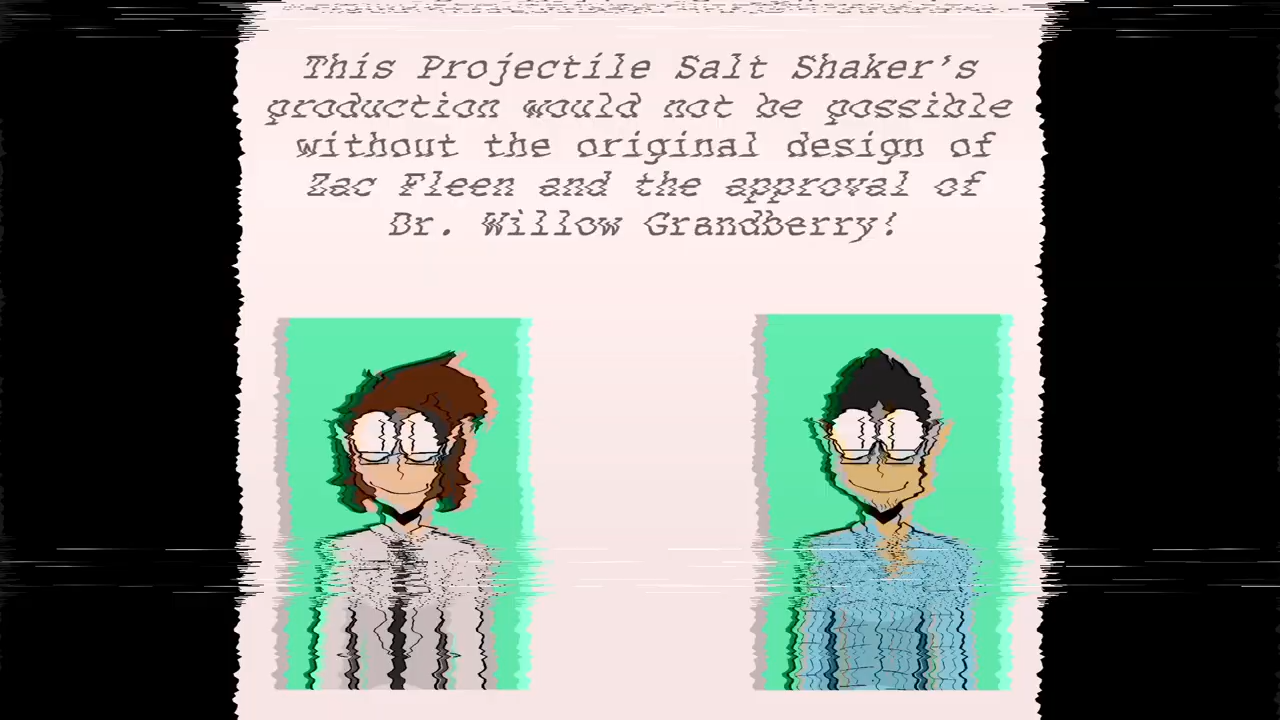 This Projectile Salt Shaker's
production would not be possible
without the original design of
Zac Fleen and the approval of
Dr. Willow Grandberry!